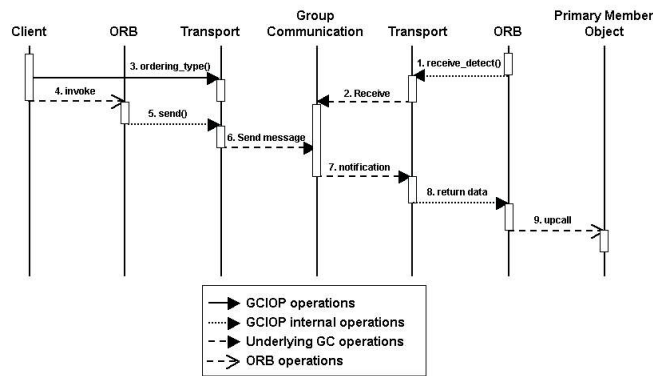 Client
ORB
Transport
Group
Communication
Transport
ORB
Primary Member
Object
3. ordering_type()
1. receive_detect()
4. invoke
2. Receive
5. send()
6. Send message
7. notification
8. return data
9. upcall
GCIOP operations
GCIOP internal operations
Underlying GC operations
ORB operations